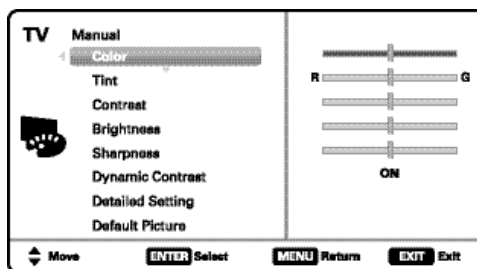 TV Manual
Color
Tint R G
Contrast
Brightness
Sharpness
Dynamic Contrast ON
Detailed Setting
Default Picture
Move ENTER Select MENU Return EXIT Exit